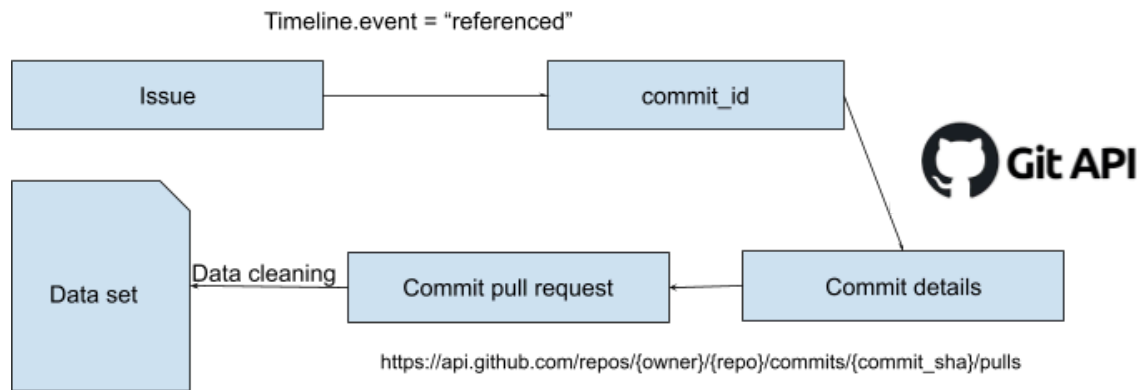 Timeline.event = “referenced”
Issue
commit_id
Git API
Data set
Data cleaning
Commit pull request
Commit details
https://api.github.com/repos/{owner}/{repo}/commits/{commit_sha}/pulls